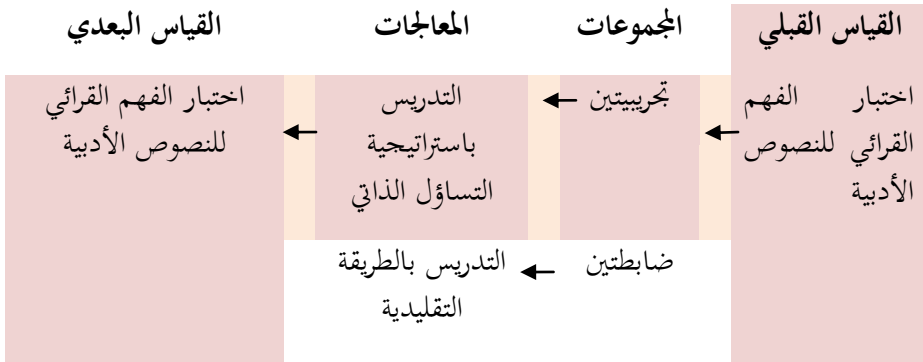 القياس القبلي
المجموعات
المعالجات
القياس البعدي
اختبار الفهم
القرائي للنصوص
الأدبية
تجريبيتين
التدريس
باستراتيجية
التساؤل الذاتي
اختبار الفهم القرائي
للنصوص الأدبية
ضابطتين
التدريس بالطريقة
التقليدية